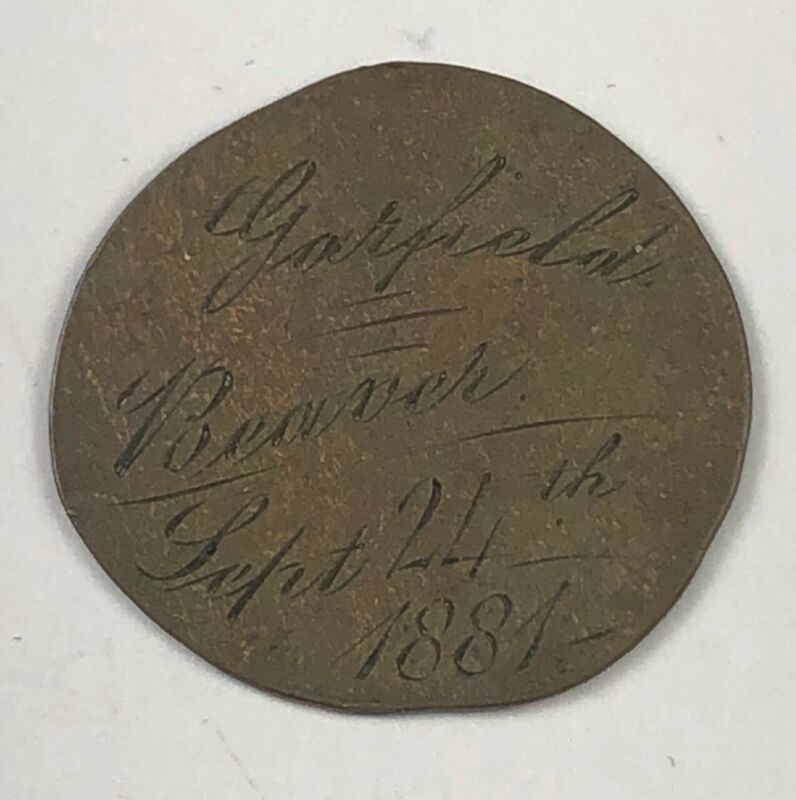 Garfield.
Beaver.
Sept 24th
1881-